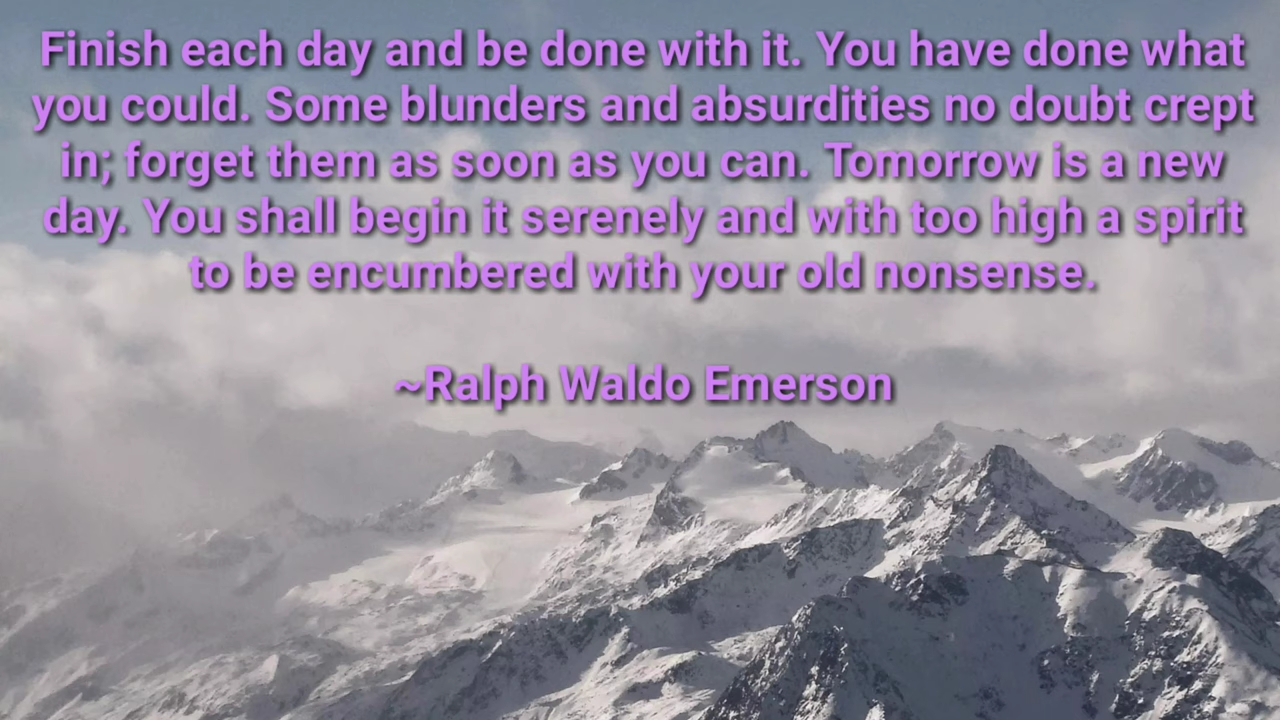 Finish each day and be done with it. You have done what
you could. Some blunders and absurdities no doubt crept
in; forget them as soon as you can. Tomorrow is a new
day. You shall begin it serenely and with too high a spirit
to be encumbered with your old nonsense.
~Ralph Waldo Emerson